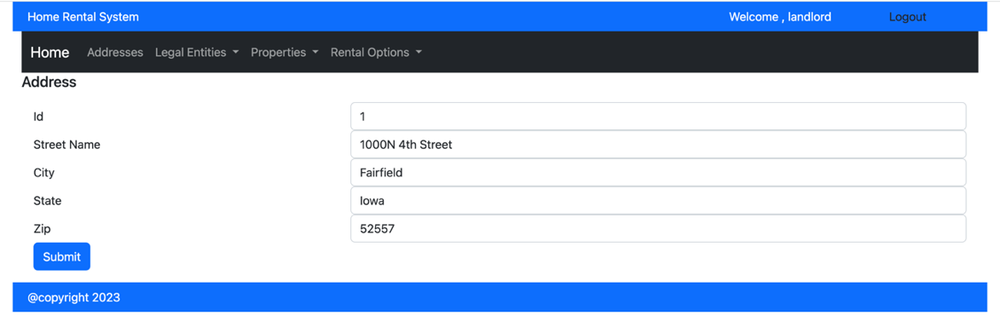 Home Rental System Welcome , landlord Logout
Home Addresses Legal Entities Properties Rental Options
Address
Id 1
Street Name 1000N 4th Street
City Fairfield
State Iowa
Zip 52557
Submit
@copyright 2023